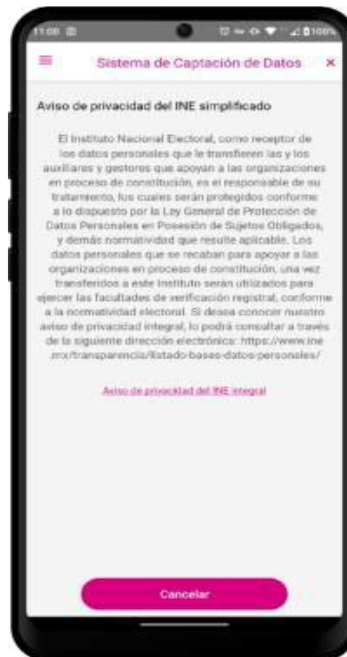 11:08
100%
Sistema de Captación de Datos
Aviso de privacidad del INE simplificado
El Instituto Nacional Electoral, como receptor de
los datos personales que le transfieren las y los
auxiliares y gestores que apoyan a las organizaciones
en proceso de constitución, es el responsable de su
tratamiento, los cuales serán protegidos conforme
a lo dispuesto por la Ley General de Protección de
Datos Personales en Posesión de Sujetos Obligados,
y demás normatividad que resulte aplicable. Los
datos personales que se recaban para apoyar a las
organizaciones en proceso de constitución, una vez
transferidos a este Instituto serán utilizados para
ejercer las facultades de verificación registral, conforme
a la normatividad electoral. Si desea conocer nuestro
aviso de privacidad integral, lo podrá consultar a través
de la siguiente dirección electrónica: https://www.ine
.mx/transparencia/listado-bases-datos-personales/
Aviso de privacidad del INE integral
Cancelar